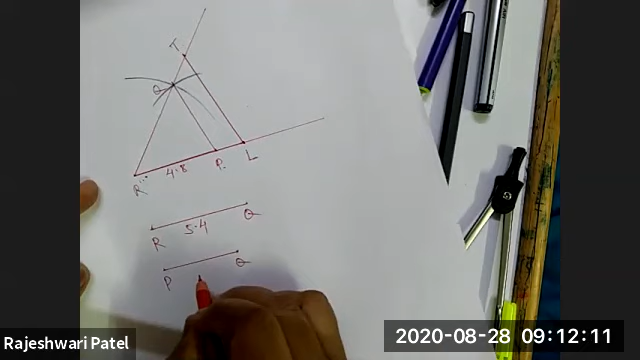 T
Q
R
4.8
P
L
R
5.4
Q
P
Q
Rajeshwari Patel
2020-08-28 09:12:11